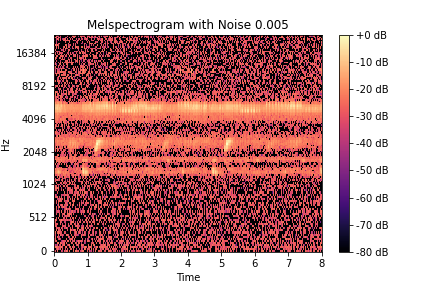 Melspectrogram with Noise 0.005
16384
8192
4096
2048
1024
512
0
Hz
0 1 2 3 4 5 6 7 8
Time
+0 dB
-10 dB
-20 dB
-30 dB
-40 dB
-50 dB
-60 dB
-70 dB
-80 dB